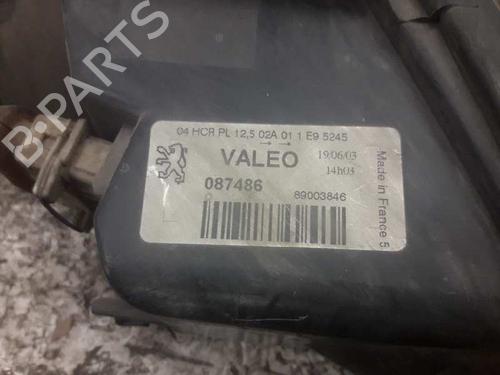 04 HCR PL 12,5 02A 01 1 E9 5245
→ →
VALEO
19/06/03
14h03
087486
89003846
Made in France 5
B-PARTS